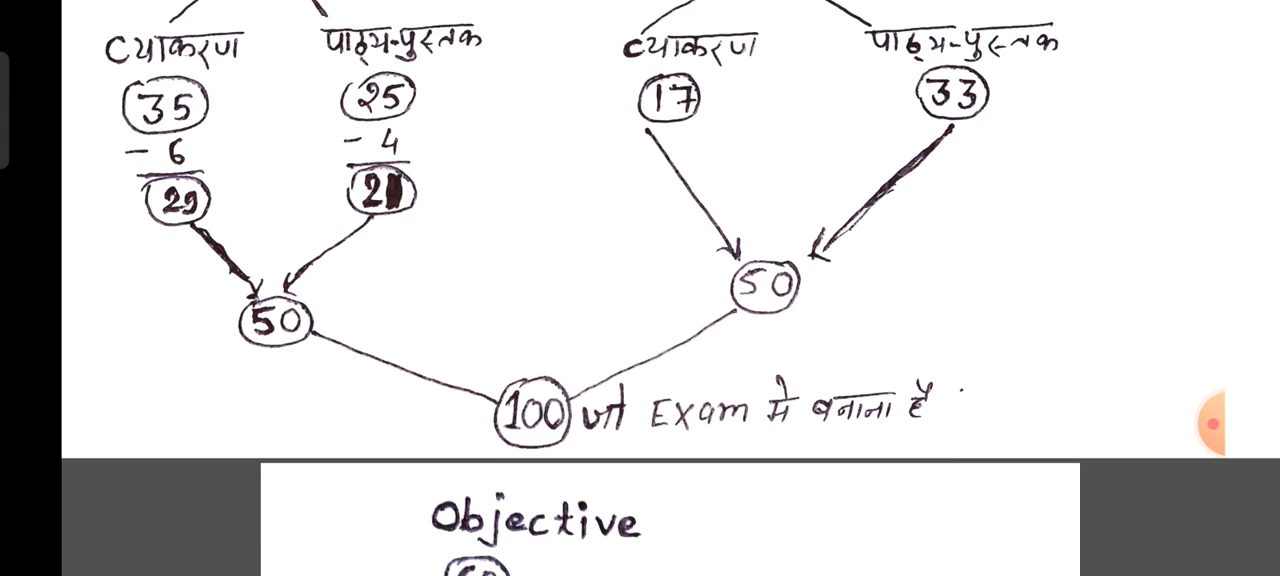 व्याकरण पाठ्य-पुस्तक व्याकरण पाठ्य-पुस्तक
35 25 17 33
- 6 - 4
29 21
50 50
100 जो Exam मे बनाना है
Objective